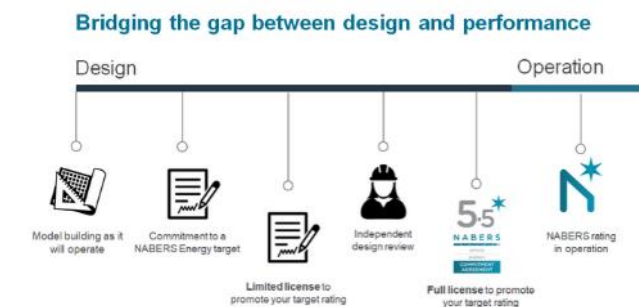 Bridging the gap between design and performance
Design
Operation
Model building as it
will operate
Commitment to a
NABERS Energy target
Limited license to
promote your target rating
Independent
design review
5.5
NABERS
COMMITMENT
AGREEMENT
Full license to promote
your target rating
NABERS rating
in operation